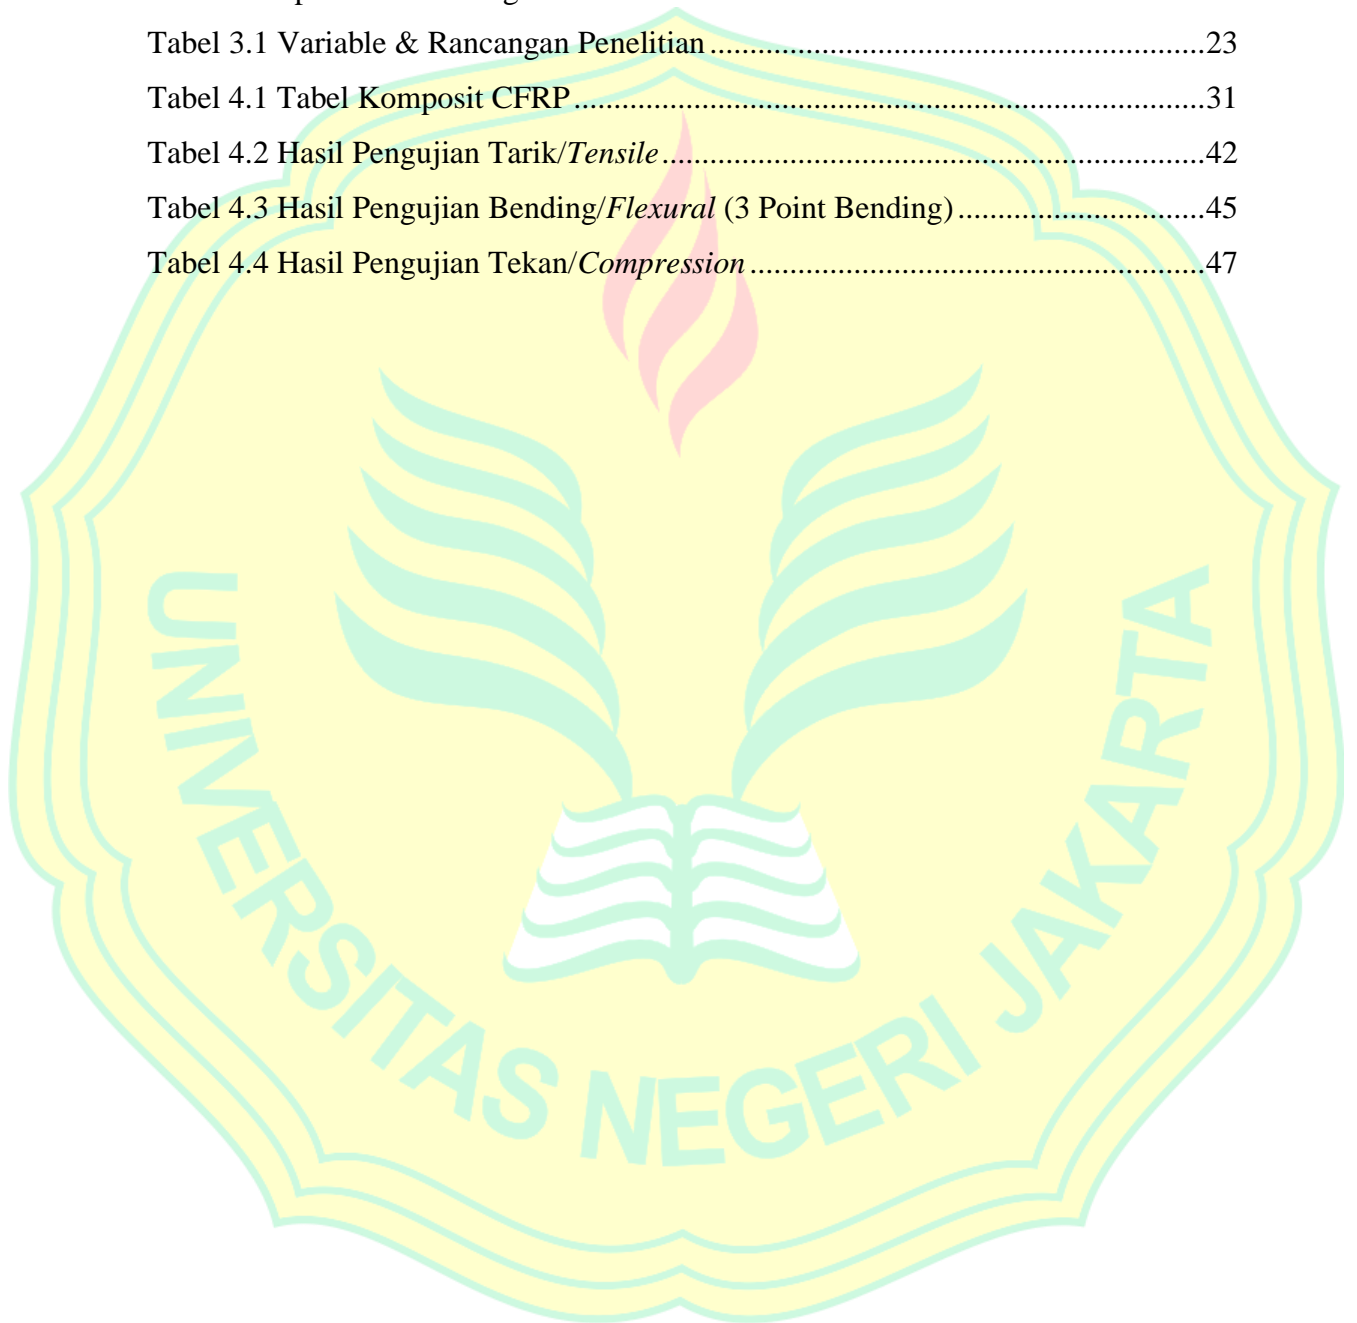 Tabel 3.1 Variable & Rancangan Penelitian ........................................................................23
Tabel 4.1 Tabel Komposit CFRP ............................................................................................31
Tabel 4.2 Hasil Pengujian Tarik/Tensile ...............................................................................42
Tabel 4.3 Hasil Pengujian Bending/Flexural (3 Point Bending) ....................................45
Tabel 4.4 Hasil Pengujian Tekan/Compression ..................................................................47
UNIVERSITAS NEGERI JAKARTA